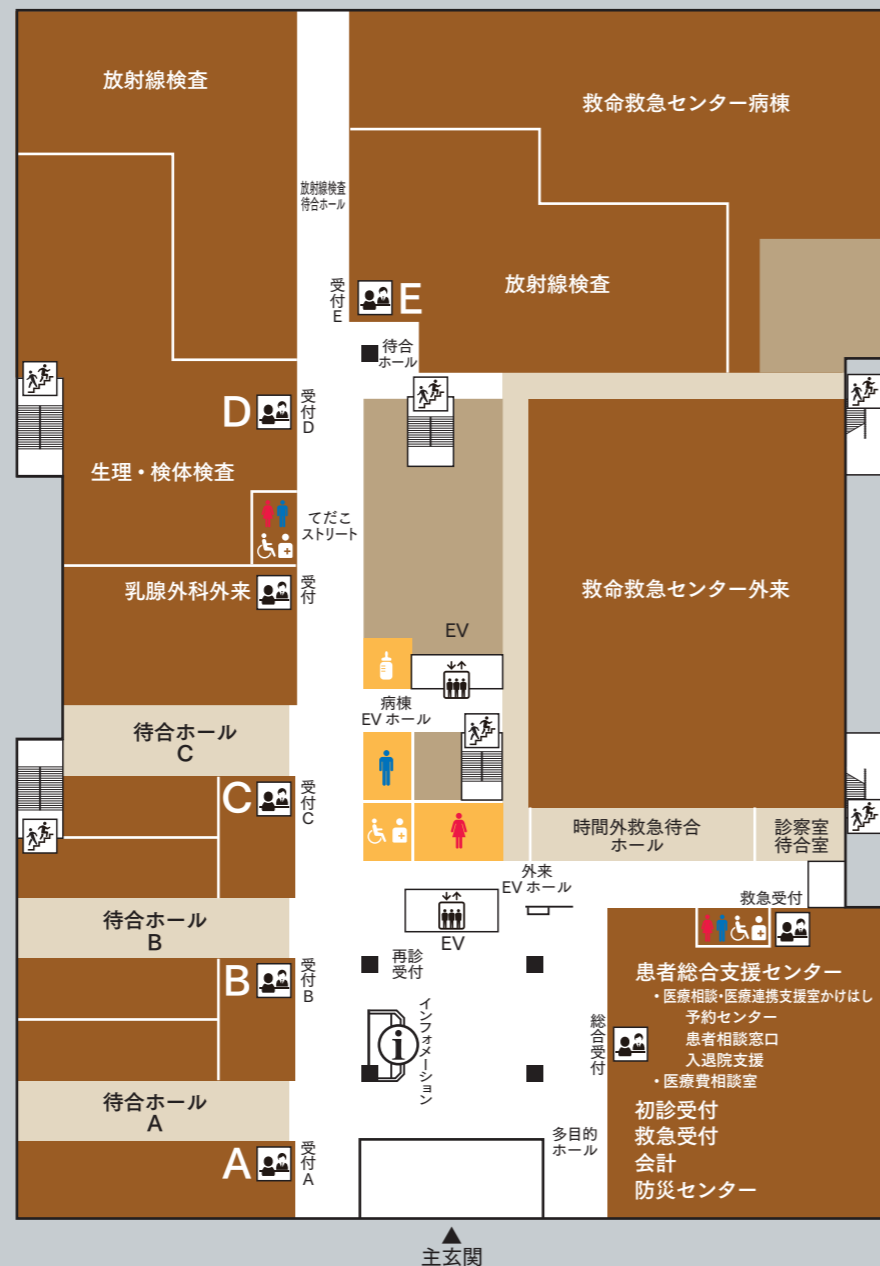 放射線検査
救命救急センター病棟
放射線検査
待合ホール
放射線検査
受付E
E
待合
ホール
D
受付D
生理・検体検査
てだこ
ストリート
乳腺外科外来
受付
救命救急センター外来
EV
病棟
EVホール
待合ホール
C
C
受付C
時間外救急待合
ホール
診察室
待合室
外来
EVホール
救急受付
待合ホール
B
EV
再診
受付
B
受付B
患者総合支援センター
・医療相談・医療連携支援室かけはし
予約センター
患者相談窓口
入退院支援
・医療費相談室
総合受付
インフォメーション
i
待合ホール
A
初診受付
救急受付
会計
防災センター
多目的
ホール
A
受付A
主玄関